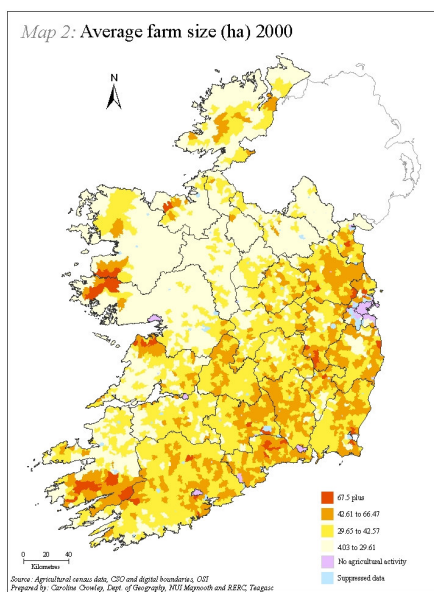 Map 2: Average farm size (ha) 2000
N
67.5 plus
42.61 to 66.47
29.65 to 42.57
4.03 to 29.61
No agricultural activity
Suppressed data
0 20 40
Kilometres
Source: Agricultural census data, CSO and digital boundaries, OSI
Prepared by: Caroline Crowley, Dept. of Geography, NUI Maynooth and RERC, Teagasc